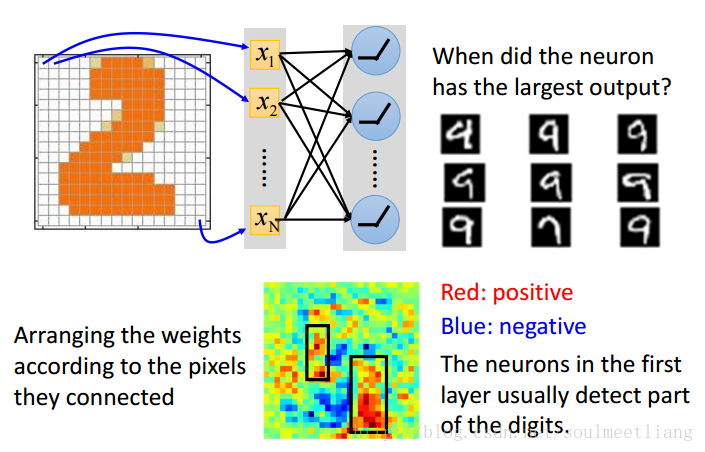 x1
x2
......
xN
......
When did the neuron
has the largest output?
Arranging the weights
according to the pixels
they connected
Red: positive
Blue: negative
The neurons in the first
layer usually detect part
of the digits.
blog.csdn.net/soulmeetliang